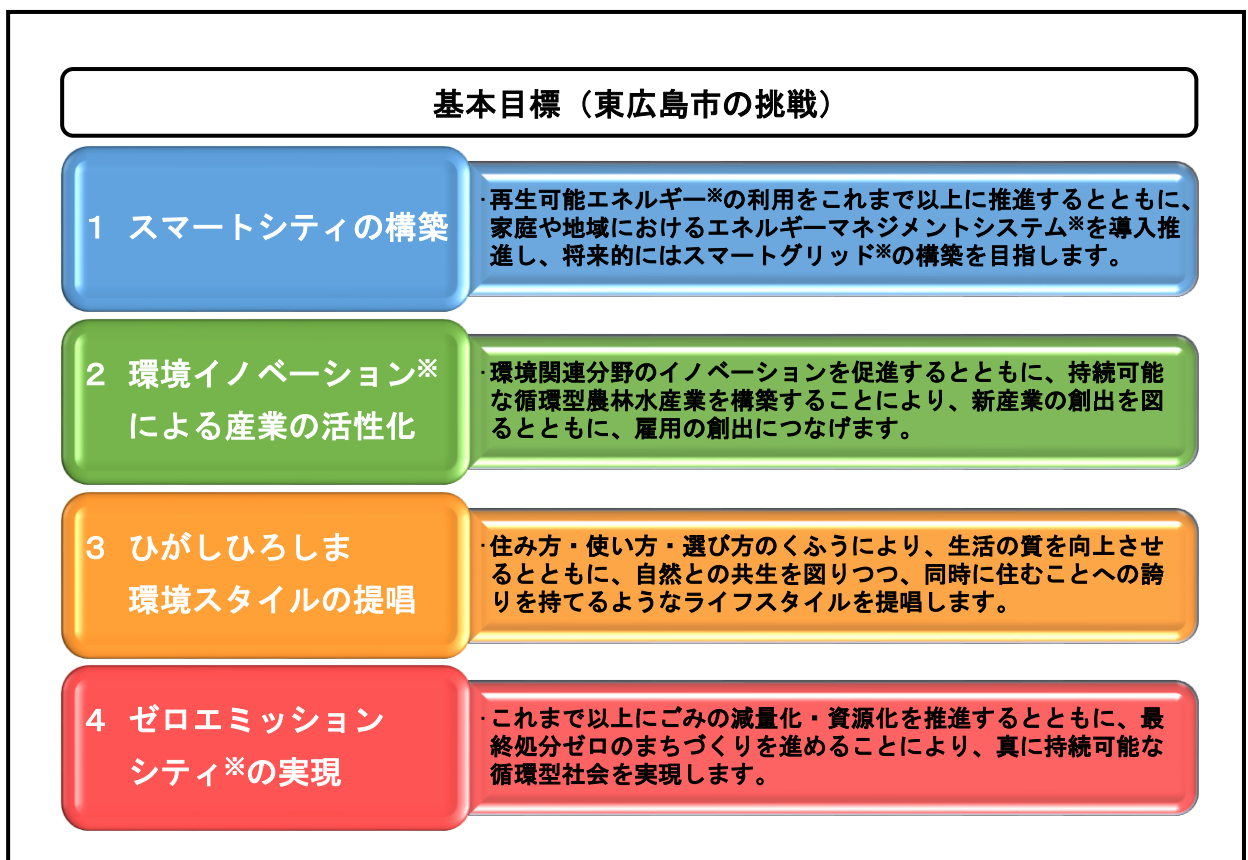 基本目標（東広島市の挑戦）
１ スマートシティの構築
・再生可能エネルギー※の利用をこれまで以上に推進するとともに、
家庭や地域におけるエネルギーマネジメントシステム※を導入推
進し、将来的にはスマートグリッド※の構築を目指します。
２ 環境イノベーション※
による産業の活性化
・環境関連分野のイノベーションを促進するとともに、持続可能
な循環型農林水産業を構築することにより、新産業の創出を図
るとともに、雇用の創出につなげます。
３ ひがしひろしま
環境スタイルの提唱
・住み方・使い方・選び方のくふうにより、生活の質を向上させ
るとともに、自然との共生を図りつつ、同時に住むことへの誇
りを持てるようなライフスタイルを提唱します。
４ ゼロエミッション
シティ※の実現
・これまで以上にごみの減量化・資源化を推進するとともに、最
終処分ゼロのまちづくりを進めることにより、真に持続可能な
循環型社会を実現します。